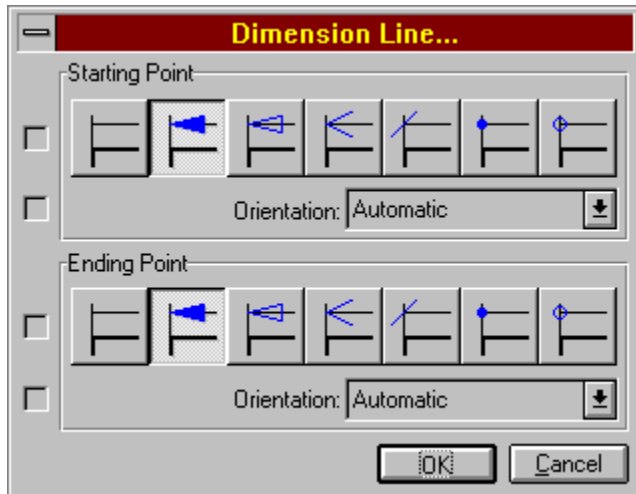 Dimension Line...
Starting Point
Orientation: Automatic
Ending Point
Orientation: Automatic
OK Cancel